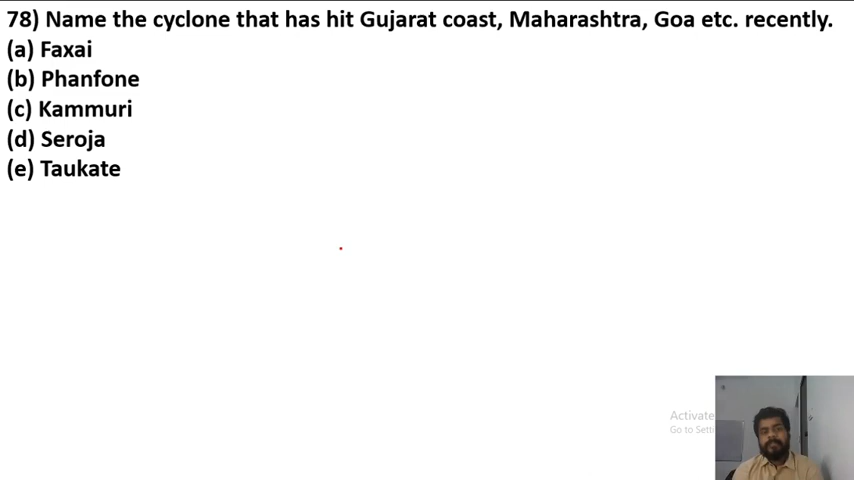 78) Name the cyclone that has hit Gujarat coast, Maharashtra, Goa etc. recently.
(a) Faxai
(b) Phanfone
(c) Kammuri
(d) Seroja
(e) Taukate
Activate
Go to Setti